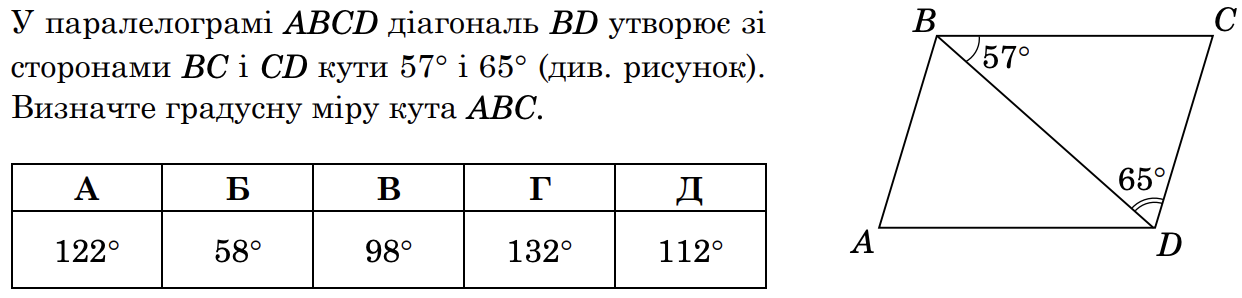 У паралелограмі ABCD діагональ BD утворює зі
сторонами BC і CD кути 57° і 65° (див. рисунок).
Визначте градусну міру кута ABC.
А Б В Г Д
122° 58° 98° 132° 112°
B C
57°
65°
A D